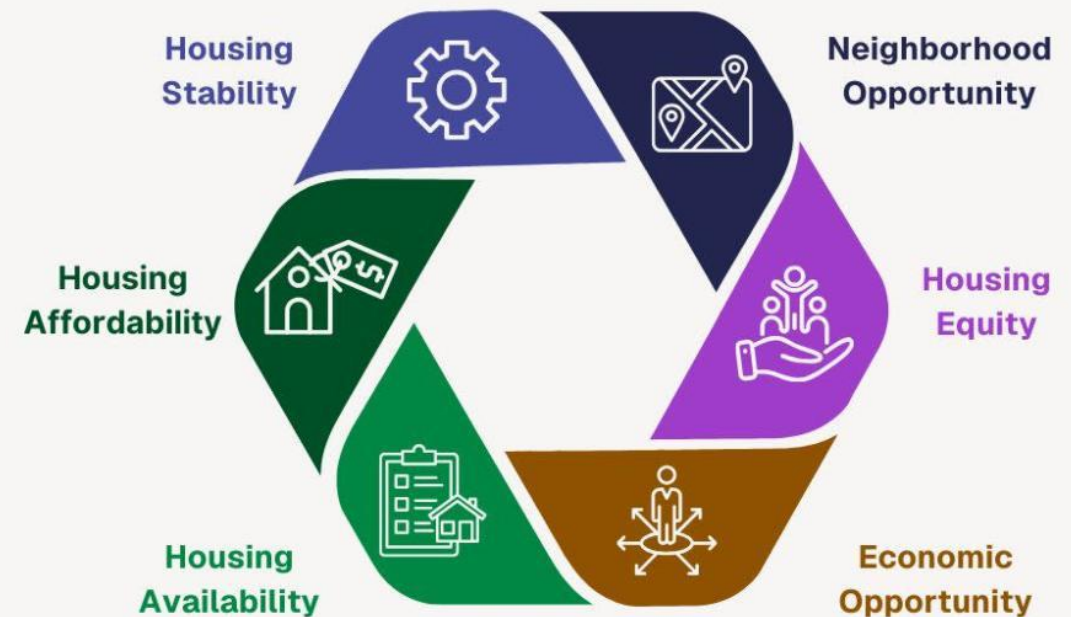 Housing
Stability
Neighborhood
Opportunity
Housing
Affordability
$
Housing
Equity
Housing
Availability
Economic
Opportunity